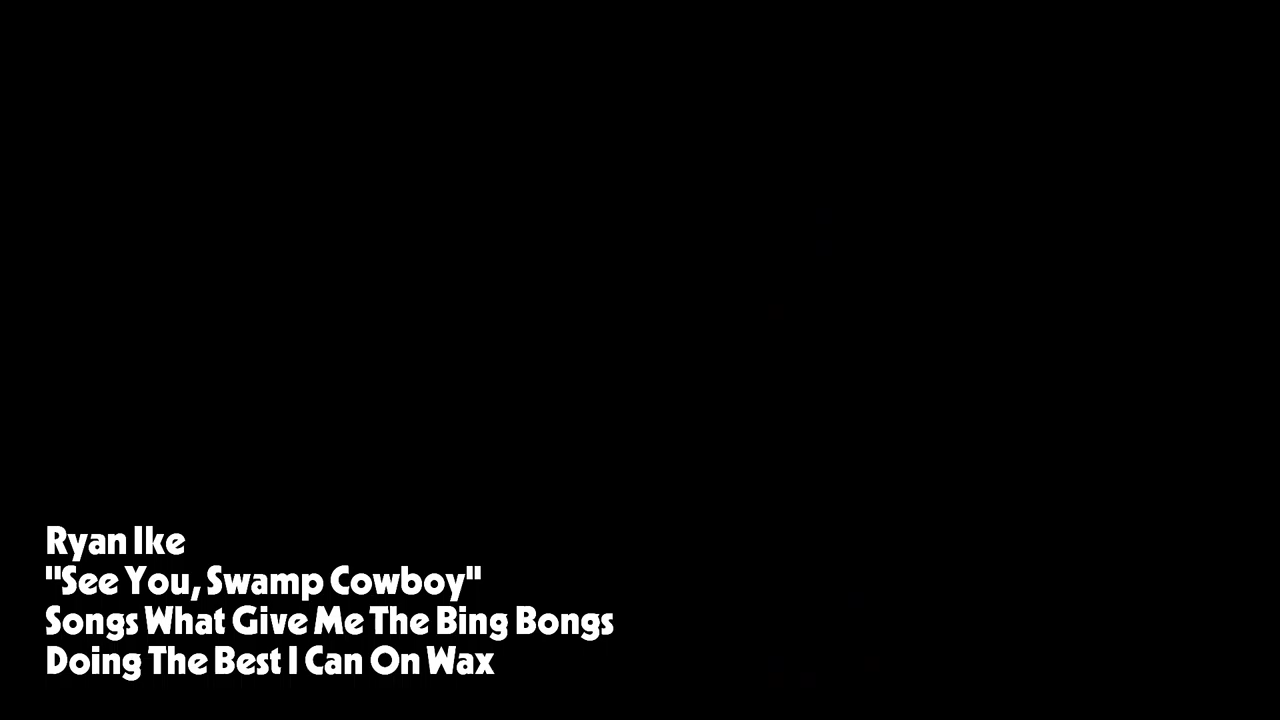 Ryan Ike
"See You, Swamp Cowboy"
Songs What Give Me The Bing Bongs
Doing The Best I Can On Wax